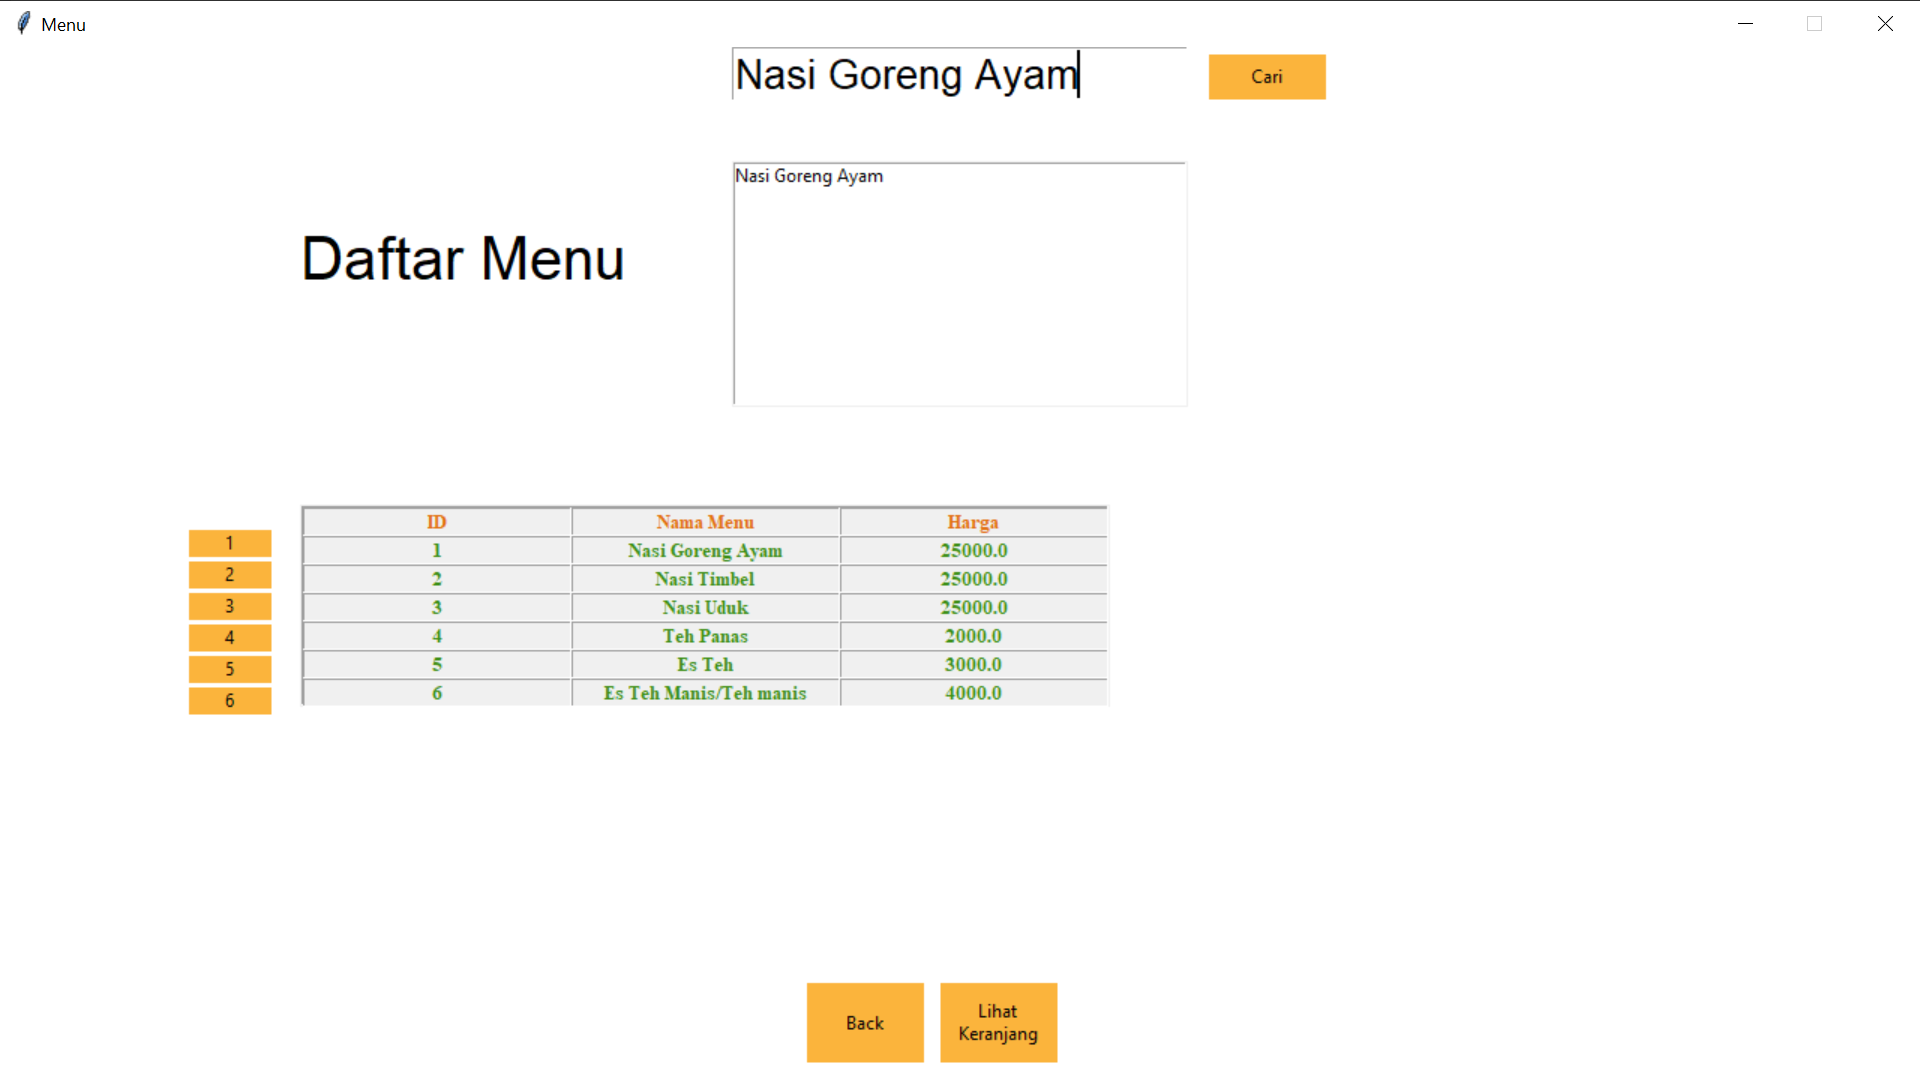 Menu
Nasi Goreng Ayam
Cari
Nasi Goreng Ayam
Daftar Menu
ID Nama Menu Harga
1 1 Nasi Goreng Ayam 25000.0
2 2 Nasi Timbel 25000.0
3 3 Nasi Uduk 25000.0
4 4 Teh Panas 2000.0
5 5 Es Teh 3000.0
6 6 Es Teh Manis/Teh manis 4000.0
Back
Lihat
Keranjang